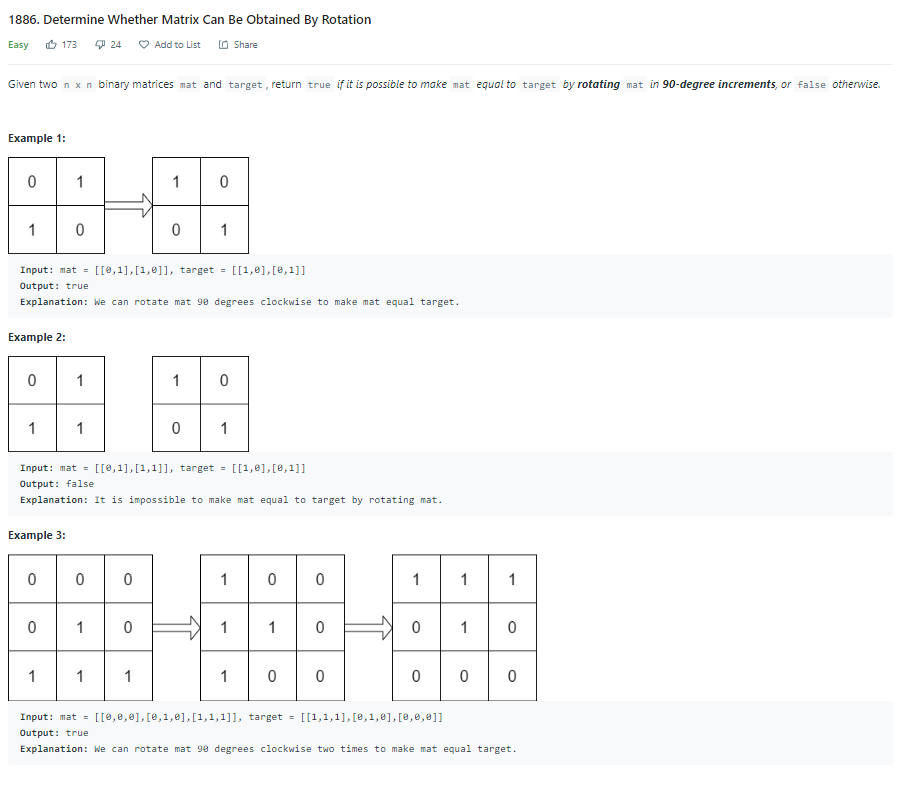 1886. Determine Whether Matrix Can Be Obtained By Rotation
Easy 173 24 Add to List Share
Given two n x n binary matrices mat and target, return true if it is possible to make mat equal to target by rotating mat in 90-degree increments, or false otherwise.
Example 1:
0 1 1 0
1 0 0 1
Input: mat = [[0,1],[1,0]], target = [[1,0],[0,1]]
Output: true
Explanation: We can rotate mat 90 degrees clockwise to make mat equal target.
Example 2:
0 1 1 0
1 1 0 1
Input: mat = [[0,1],[1,1]], target = [[1,0],[0,1]]
Output: false
Explanation: It is impossible to make mat equal to target by rotating mat.
Example 3:
0 0 0 1 0 0 1 1 1
0 1 0 1 1 0 0 1 0
1 1 1 1 0 0 0 0 0
Input: mat = [[0,0,0],[0,1,0],[1,1,1]], target = [[1,1,1],[0,1,0],[0,0,0]]
Output: true
Explanation: We can rotate mat 90 degrees clockwise two times to make mat equal target.